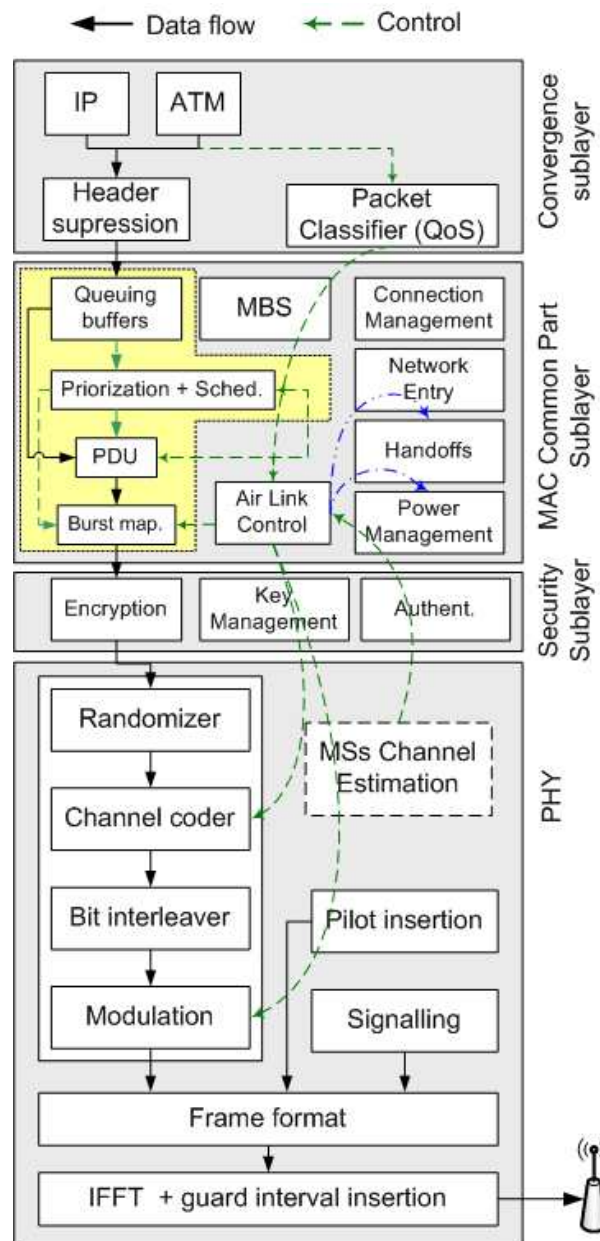 Data flow
Control
IP
ATM
Header
supression
Packet
Classifier (QoS)
Convergence
sublayer
Queuing
buffers
MBS
Connection
Management
Priorization + Sched.
Network
Entry
PDU
Handoffs
Burst map.
Air Link
Control
Power
Management
MAC Common Part
Sublayer
Encryption
Key
Management
Authent.
Security
Sublayer
Randomizer
MSs Channel
Estimation
Channel coder
Bit interleaver
Pilot insertion
Modulation
Signalling
Frame format
IFFT + guard interval insertion
PHY